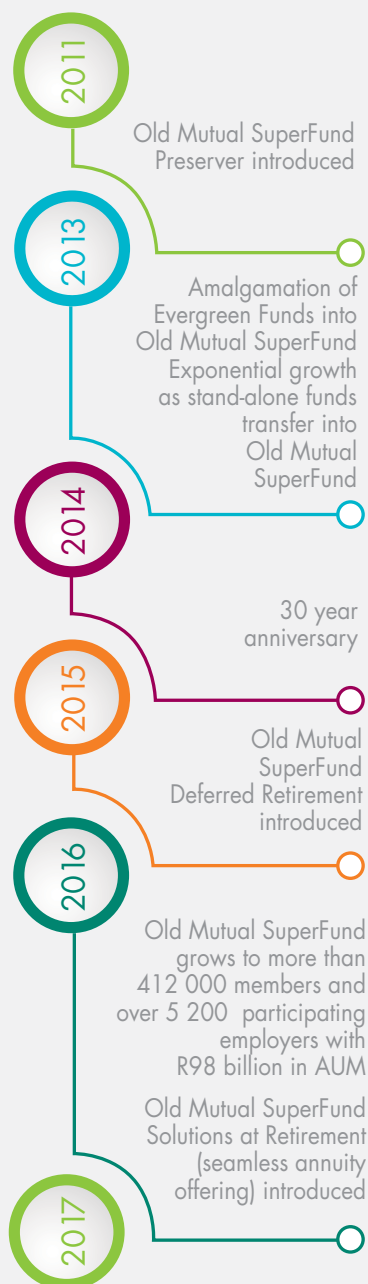 2011
Old Mutual SuperFund
Preserver introduced
2013
Amalgamation of
Evergreen Funds into
Old Mutual SuperFund
Exponential growth
as stand-alone funds
transfer into
Old Mutual
SuperFund
2014
30 year
anniversary
2015
Old Mutual
SuperFund
Deferred Retirement
introduced
2016
Old Mutual SuperFund
grows to more than
412 000 members and
over 5 200 participating
employers with
R98 billion in AUM
Old Mutual SuperFund
Solutions at Retirement
(seamless annuity
offering) introduced
2017